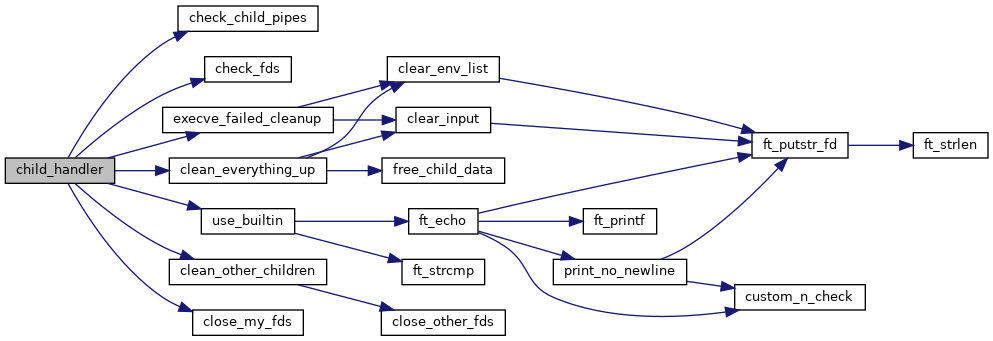 check_child_pipes
check_fds
clear_env_list
execve_failed_cleanup
clear_input
ft_putstr_fd
ft_strlen
child_handler
clean_everything_up
free_child_data
use_builtin
ft_echo
ft_printf
clean_other_children
ft_strcmp
print_no_newline
custom_n_check
close_my_fds
close_other_fds